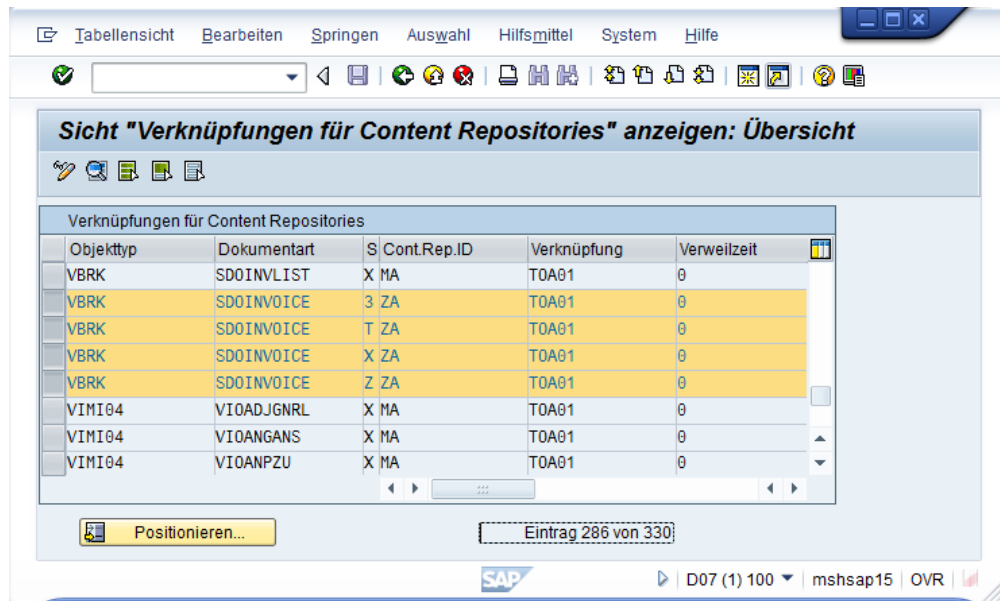 Tabellensicht Bearbeiten Springen Auswahl Hilfsmittel System Hilfe
Sicht "Verknüpfungen für Content Repositories" anzeigen: Übersicht
Verknüpfungen für Content Repositories
Objekttyp Dokumentart S Cont.Rep.ID Verknüpfung Verweilzeit
VBRK SDOINVLIST X MA TOA01 0
VBRK SDOINVOICE 3 ZA TOA01 0
VBRK SDOINVOICE T ZA TOA01 0
VBRK SDOINVOICE X ZA TOA01 0
VBRK SDOINVOICE Z ZA TOA01 0
VIMI04 VIOADJGNRL X MA TOA01 0
VIMI04 VIOANGANS X MA TOA01 0
VIMI04 VIOANPZU X MA TOA01 0
Positionieren... Eintrag 286 von 330
SAP D07 (1) 100 mshsap15 OVR